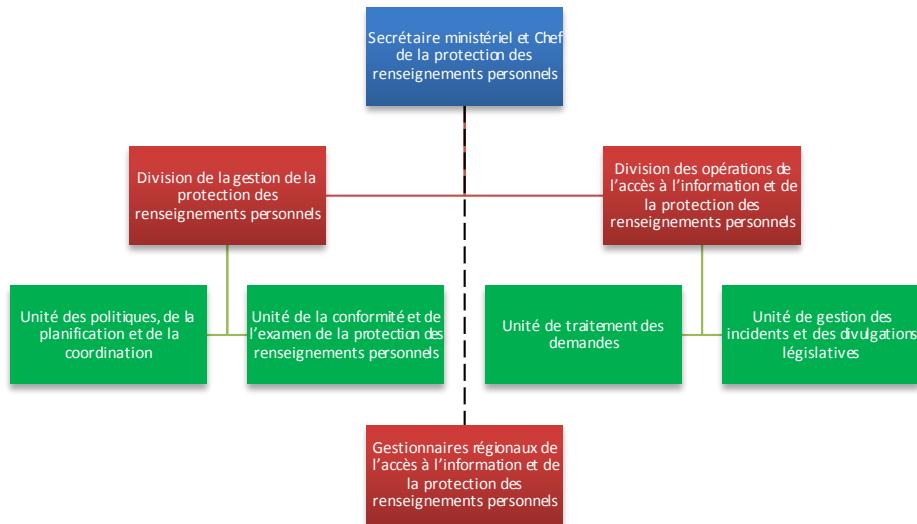 Secrétaire ministériel et Chef
de la protection des
renseignements personnels
Division de la gestion de la
protection des
renseignements personnels
Division des opérations de
l'accès à l'information et de
la protection des
renseignements personnels
Unité des politiques, de la
planification et de la
coordination
Unité de la conformité et de
l'examen de la protection des
renseignements personnels
Unité de traitement des
demandes
Unité de gestion des
incidents et des divulgations
législatives
Gestionnaires régionaux de
l'accès à l'information et de
la protection des
renseignements personnels